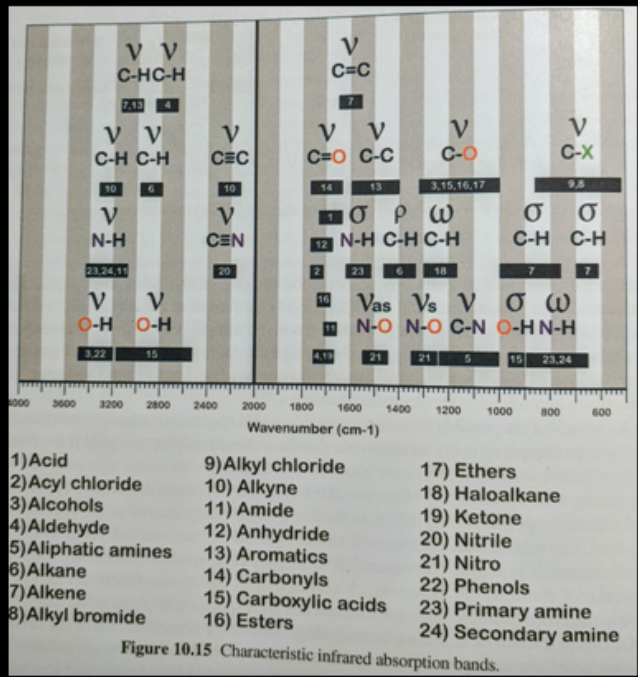 ν ν ν
C-H C-H C=C
7,13 4 7
ν ν ν ν ν ν ν
C-H C-H C≡C C=O C-C C-O C-X
10 6 10 14 13 3,15,16,17 9,8
ν ν 1 σ ρ ω σ σ
N-H C≡N 12 N-H C-H C-H C-H C-H
23,24,11 20 2 23 6 18 7 7
ν ν 16 νas νs ν σ ω
O-H O-H 11 N-O N-O C-N O-H N-H
3,22 15 4,19 21 21 5 15 23,24
4000 3600 3200 2800 2400 2000 1800 1600 1400 1200 1000 800 600
Wavenumber (cm-1)
1)Acid
2)Acyl chloride
3)Alcohols
4)Aldehyde
5)Aliphatic amines
6)Alkane
7)Alkene
8)Alkyl bromide
9)Alkyl chloride
10) Alkyne
11) Amide
12) Anhydride
13) Aromatics
14) Carbonyls
15) Carboxylic acids
16) Esters
17) Ethers
18) Haloalkane
19) Ketone
20) Nitrile
21) Nitro
22) Phenols
23) Primary amine
24) Secondary amine
Figure 10.15 Characteristic infrared absorption bands.